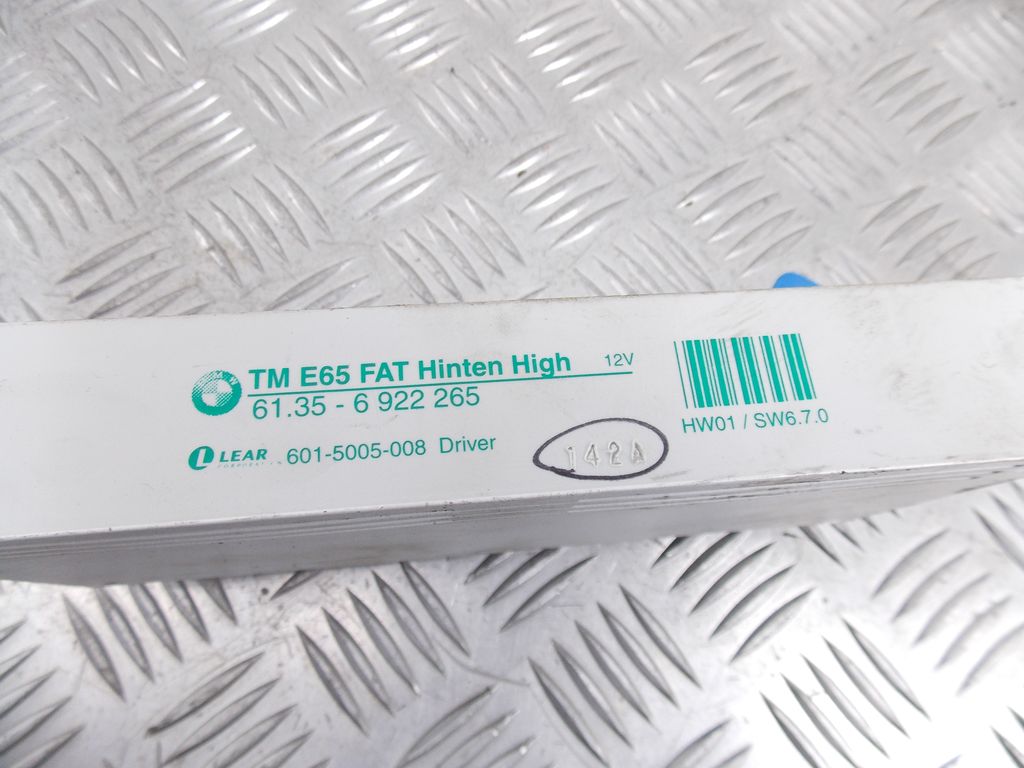 TM E65 FAT Hinten High 12V
61.35 - 6 922 265
LEAR 601-5005-008 Driver
CORPORATION
142A
HW01 / SW6.7.0